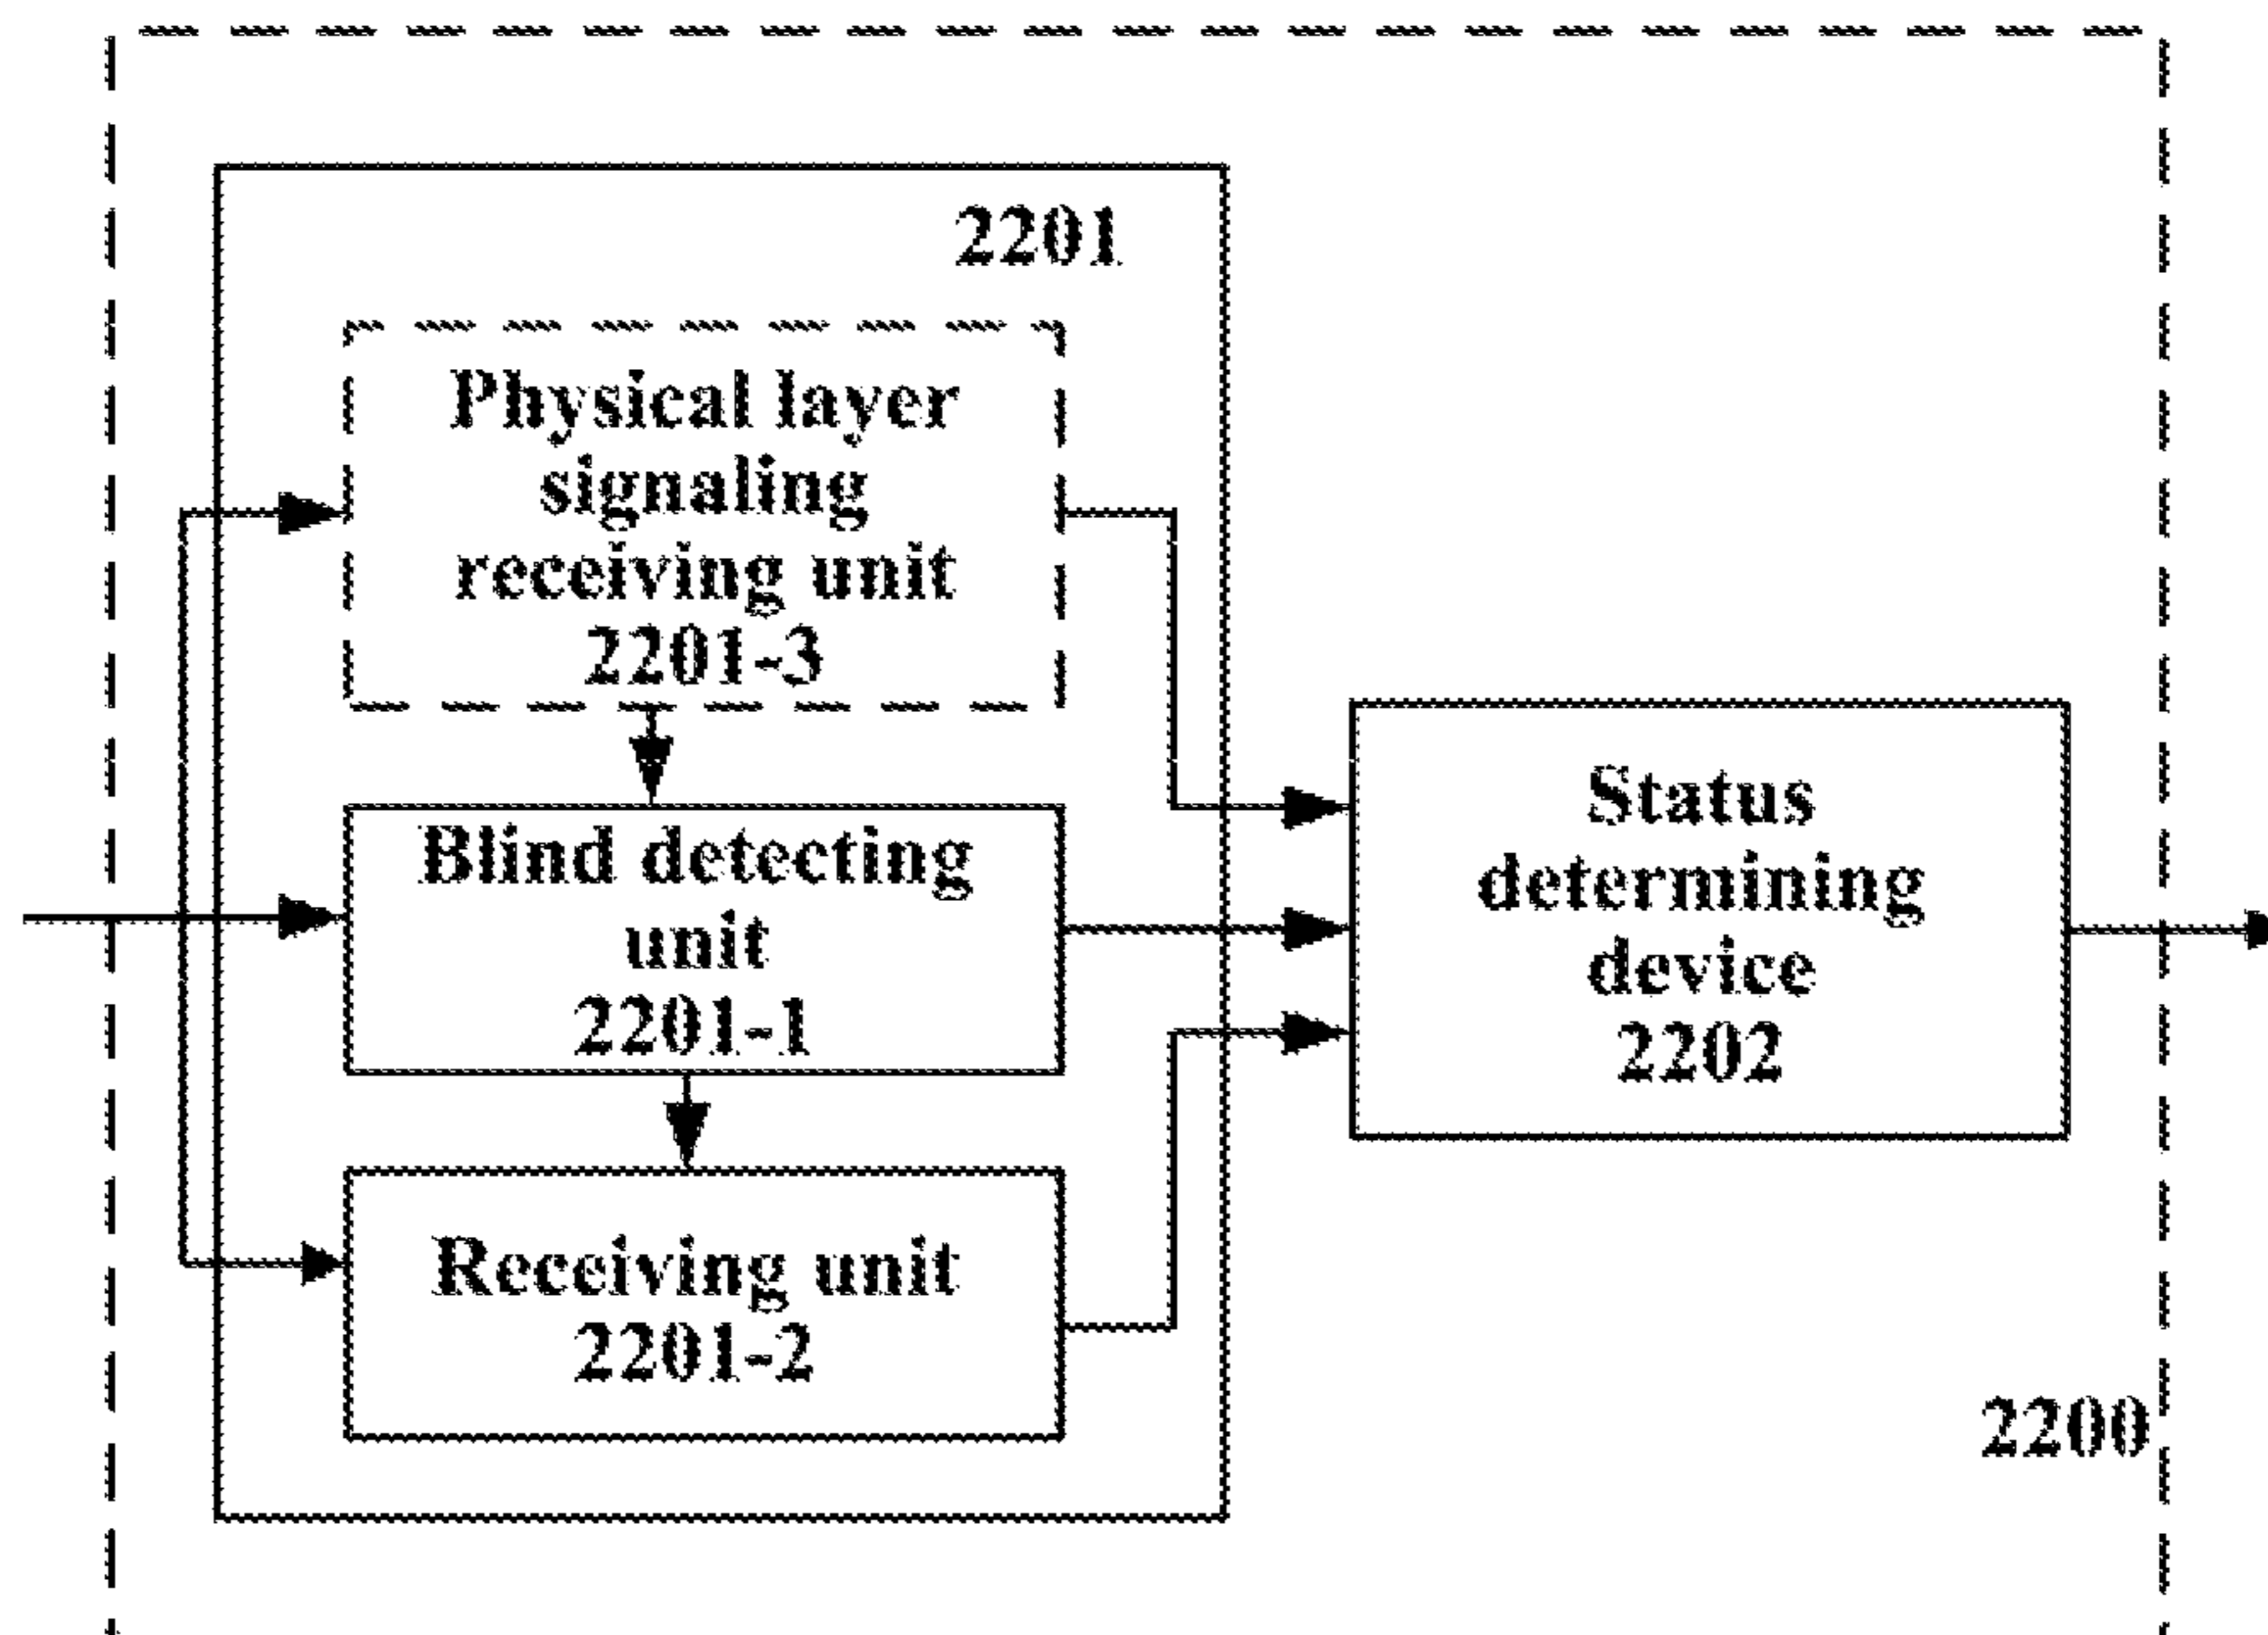 2201
Physical layer
signaling
receiving unit
2201-3
Blind detecting
unit
2201-1
Receiving unit
2201-2
Status
determining
device
2202
2200